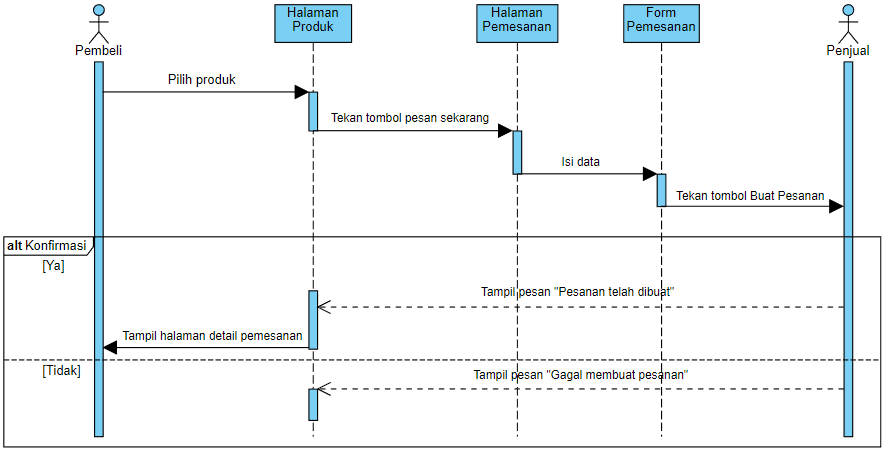 Halaman
Produk
Halaman
Pemesanan
Form
Pemesanan
Pembeli
Penjual
Pilih produk
Tekan tombol pesan sekarang
Isi data
Tekan tombol Buat Pesanan
alt Konfirmasi
[Ya]
Tampil pesan "Pesanan telah dibuat"
Tampil halaman detail pemesanan
[Tidak]
Tampil pesan "Gagal membuat pesanan"